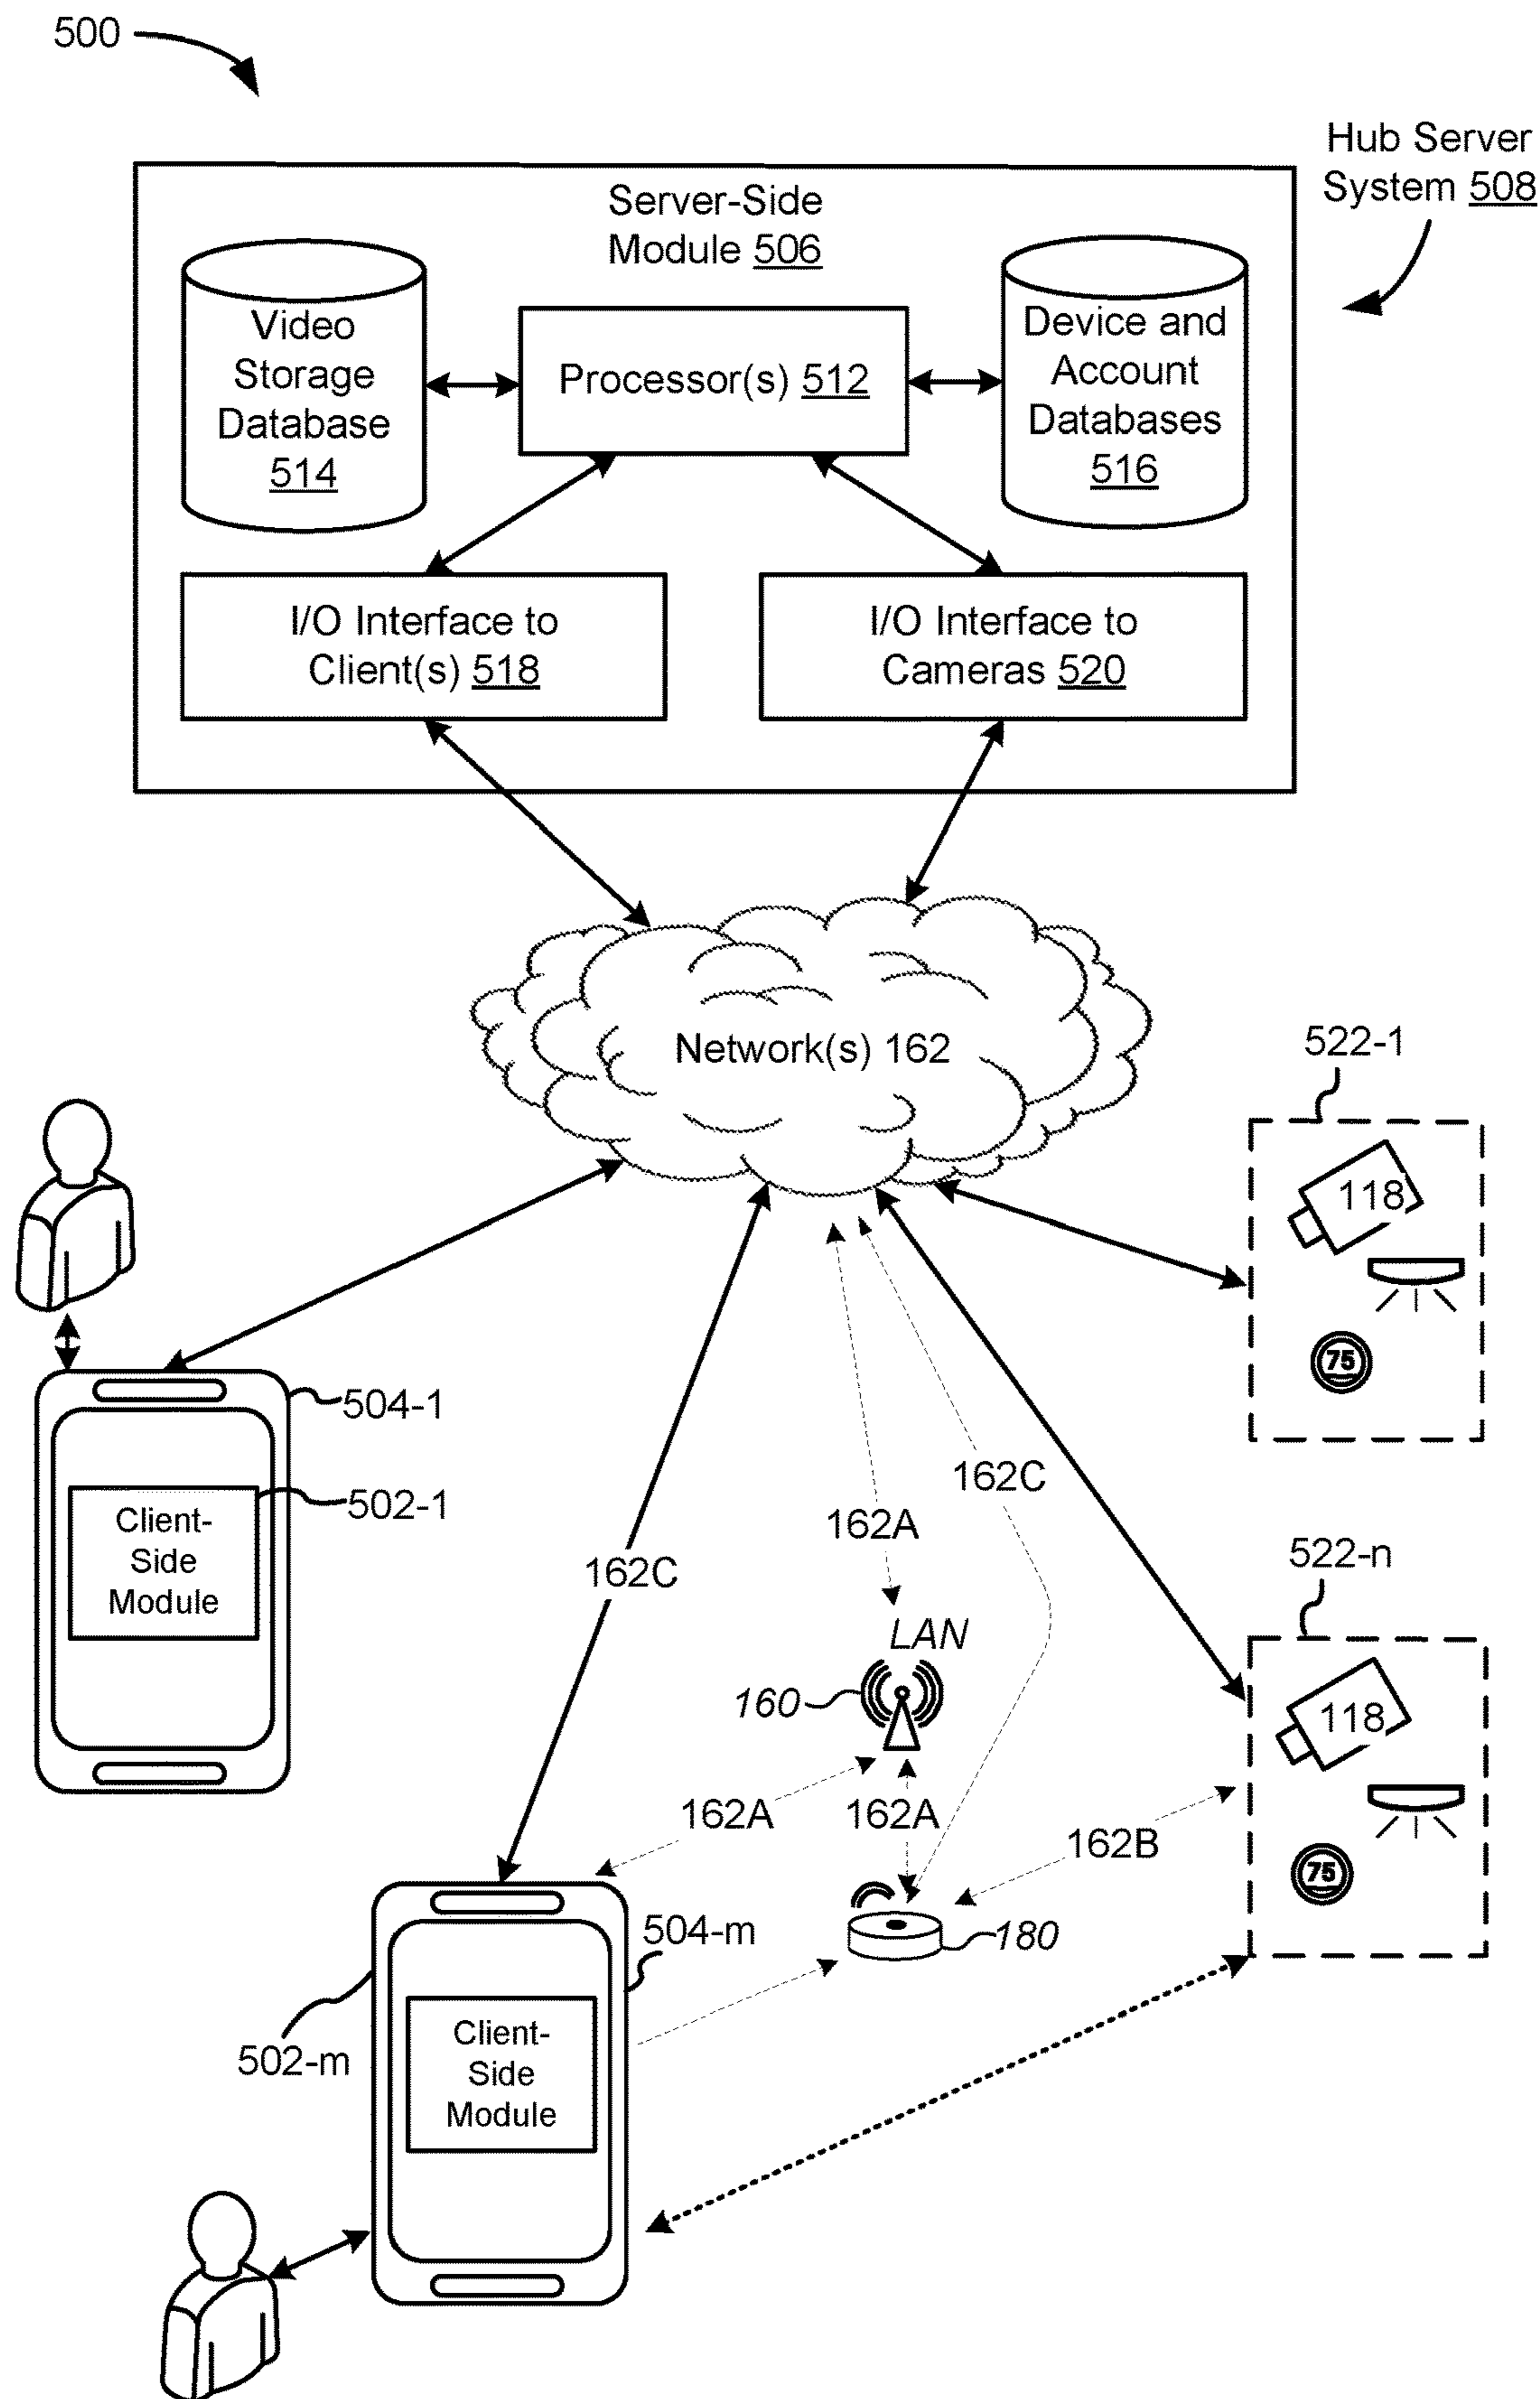 500
Hub Server
System 508
Server-Side
Module 506
Video
Storage
Database
514
Processor(s) 512
Device and
Account
Databases
516
I/O Interface to
Client(s) 518
I/O Interface to
Cameras 520
Network(s) 162
522-1
118
75
504-1
502-1
Client-
Side
Module
162C
162A
162C
522-n
LAN
160
118
162A
162A
162B
75
504-m
180
502-m
Client-
Side
Module